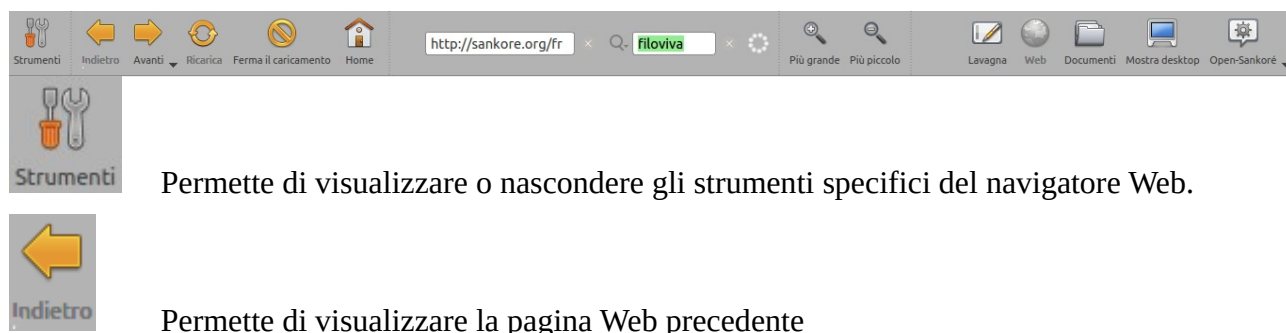 http://sankore.org/fr filoviva
Strumenti Indietro Avanti Ricarica Ferma il caricamento Home Più grande Più piccolo Lavagna Web Documenti Mostra desktop Open-Sankoré
Strumenti Permette di visualizzare o nascondere gli strumenti specifici del navigatore Web.
Indietro Permette di visualizzare la pagina Web precedente